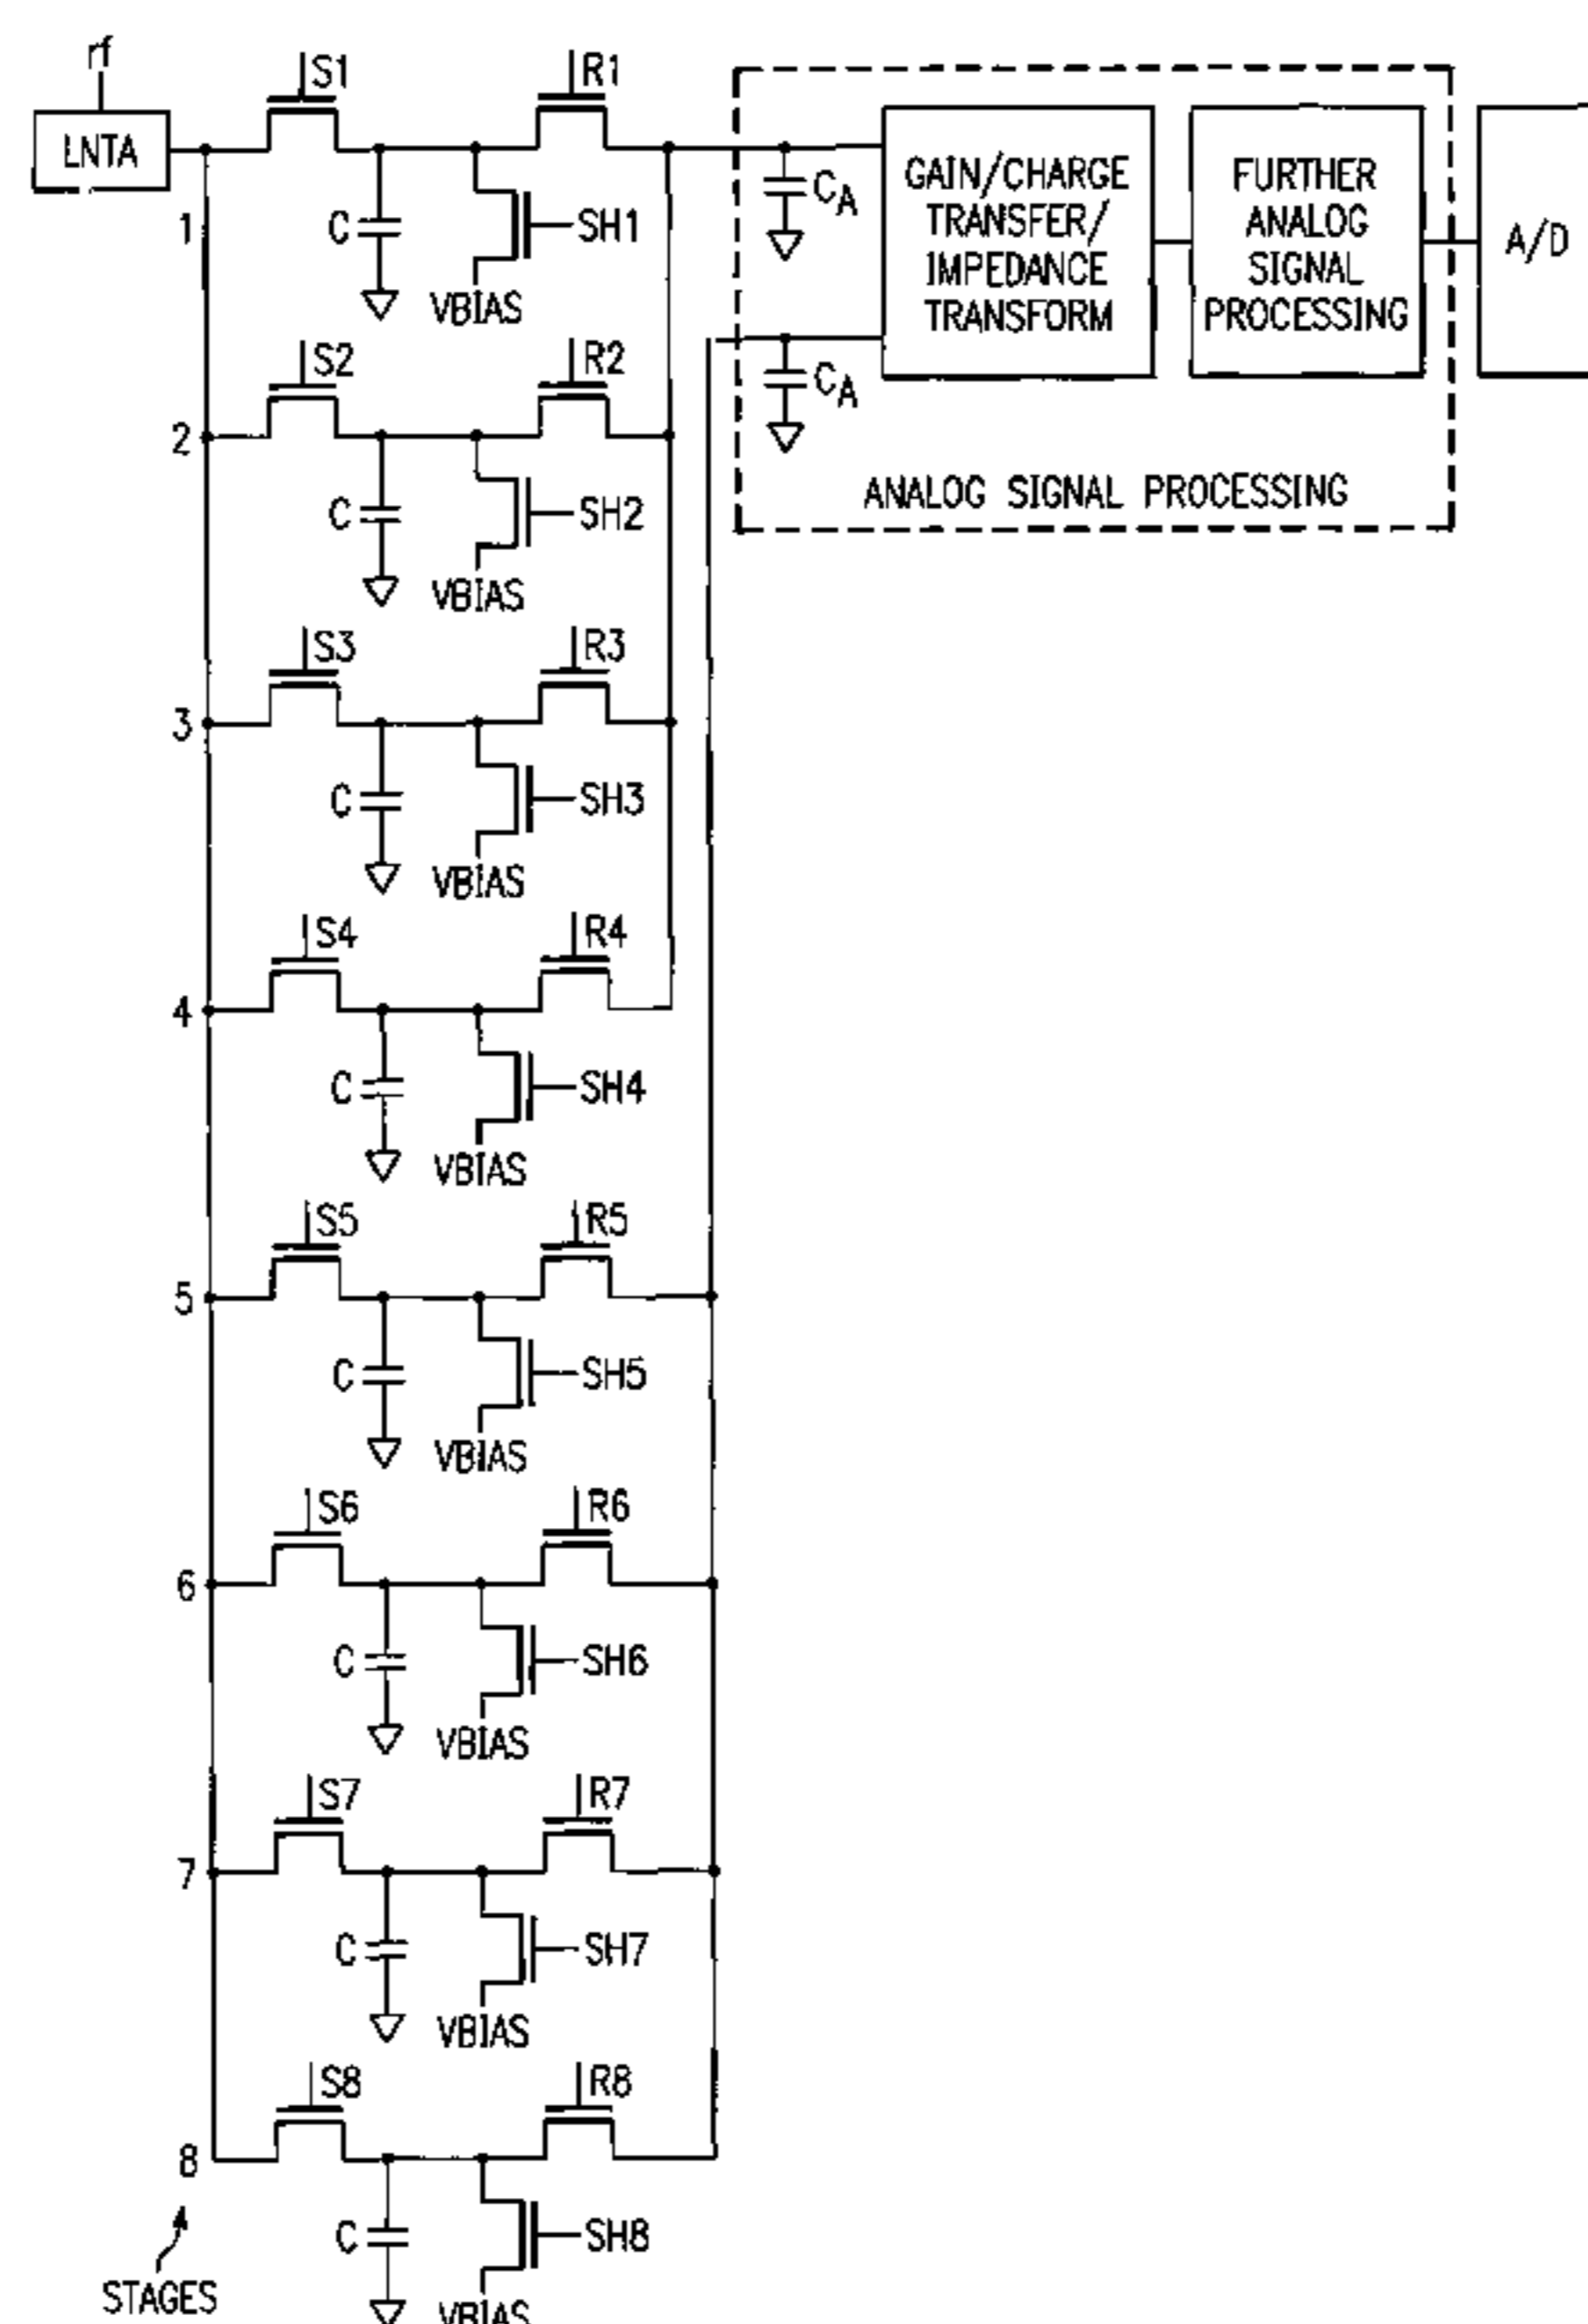 rf
LNTA
S1
R1
1
C
SH1
VBIAS
CA
GAIN/CHARGE
TRANSFER/
IMPEDANCE
TRANSFORM
FURTHER
ANALOG
SIGNAL
PROCESSING
A/D
CA
ANALOG SIGNAL PROCESSING
S2
R2
2
C
SH2
VBIAS
S3
R3
3
C
SH3
VBIAS
S4
R4
4
C
SH4
VBIAS
S5
R5
5
C
SH5
VBIAS
S6
R6
6
C
SH6
VBIAS
S7
R7
7
C
SH7
VBIAS
S8
R8
8
C
SH8
VBIAS
STAGES